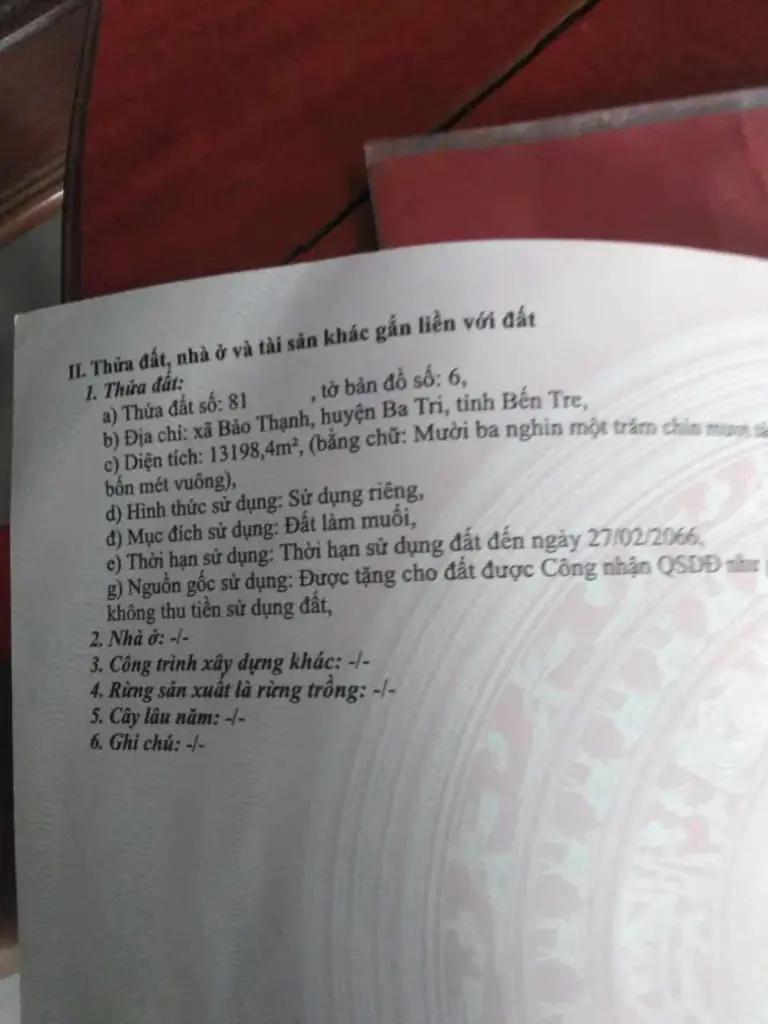 II. Thửa đất, nhà ở và tài sản khác gắn liền với đất
1. Thửa đất:
a) Thửa đất số: 81 , tờ bản đồ số: 6,
b) Địa chỉ: xã Bảo Thạnh, huyện Ba Tri, tỉnh Bến Tre,
c) Diện tích: 13198,4m², (bằng chữ: Mười ba nghìn một trăm chín mươi
bốn mét vuông),
d) Hình thức sử dụng: Sử dụng riêng,
đ) Mục đích sử dụng: Đất làm muối,
e) Thời hạn sử dụng: Thời hạn sử dụng đất đến ngày 27/02/2066,
g) Nguồn gốc sử dụng: Được tặng cho đất được Công nhận QSDĐ như
không thu tiền sử dụng đất,
2. Nhà ở: -/-
3. Công trình xây dựng khác: -/-
4. Rừng sản xuất là rừng trồng: -/-
5. Cây lâu năm: -/-
6. Ghi chú: -/-